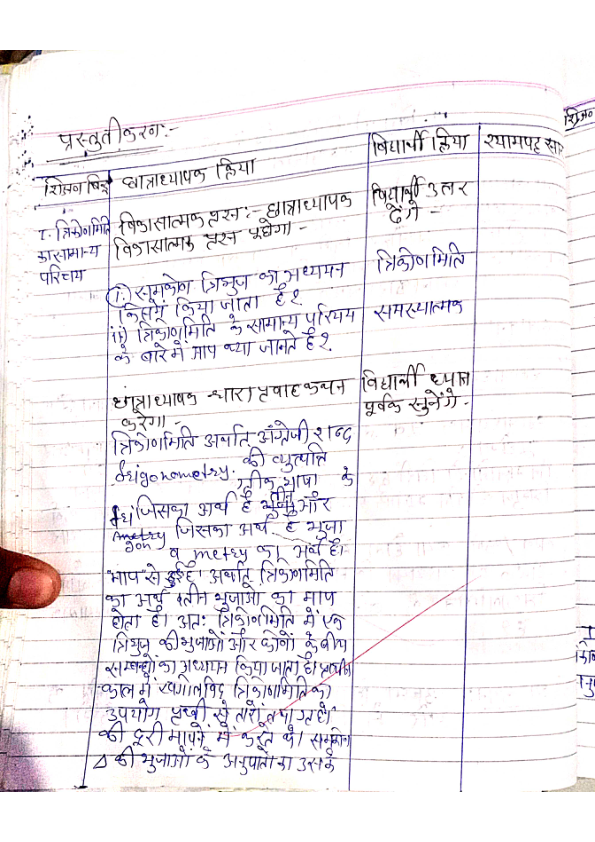 प्रस्तुतीकरण:-
शिक्षण बिन्दु छात्राध्यापक क्रिया विद्यार्थी क्रिया श्यामपट्ट सार
1. त्रिकोणमिति
का सामान्य
परिचय
विकासात्मक प्रश्न:- छात्राध्यापक
विकासात्मक प्रश्न पूछेगा-
विद्यार्थी उत्तर
देंगे -
(i) समकोण त्रिभुज का अध्ययन
किसमें किया जाता है?
त्रिकोणमिति
ii) त्रिकोणमिति के सामान्य परिचय
के बारे में आप क्या जानते है?
समस्यात्मक
छात्राध्यापक धारा प्रवाह कथन
करेगा-
विद्यार्थी ध्यान
पूर्वक सुनेंगे-
त्रिकोणमिति अर्थात अंग्रेजी शब्द
trigonometry. की व्युत्पत्ति
ग्रीक भाषा के
जिसका अर्थ है तीन और
gon जिसका अर्थ है भुजा
व metry का अर्थ है।
माप से हुई है। अर्थात् त्रिकोणमिति
का अर्थ तीन भुजाओं का माप
होता है। अतः त्रिकोणमिति में एक
त्रिभुज की भुजाओं और कोनों के बीच
सम्बन्धों का अध्ययन किया जाता है। प्राचीन
काल में खगोलविद त्रिकोणमिति का
उपयोग पृथ्वी से तारों तथा ग्रहों
की दूरी मापने में करते थे। समकोण
Δ की भुजाओं के अनुपातों का उसके